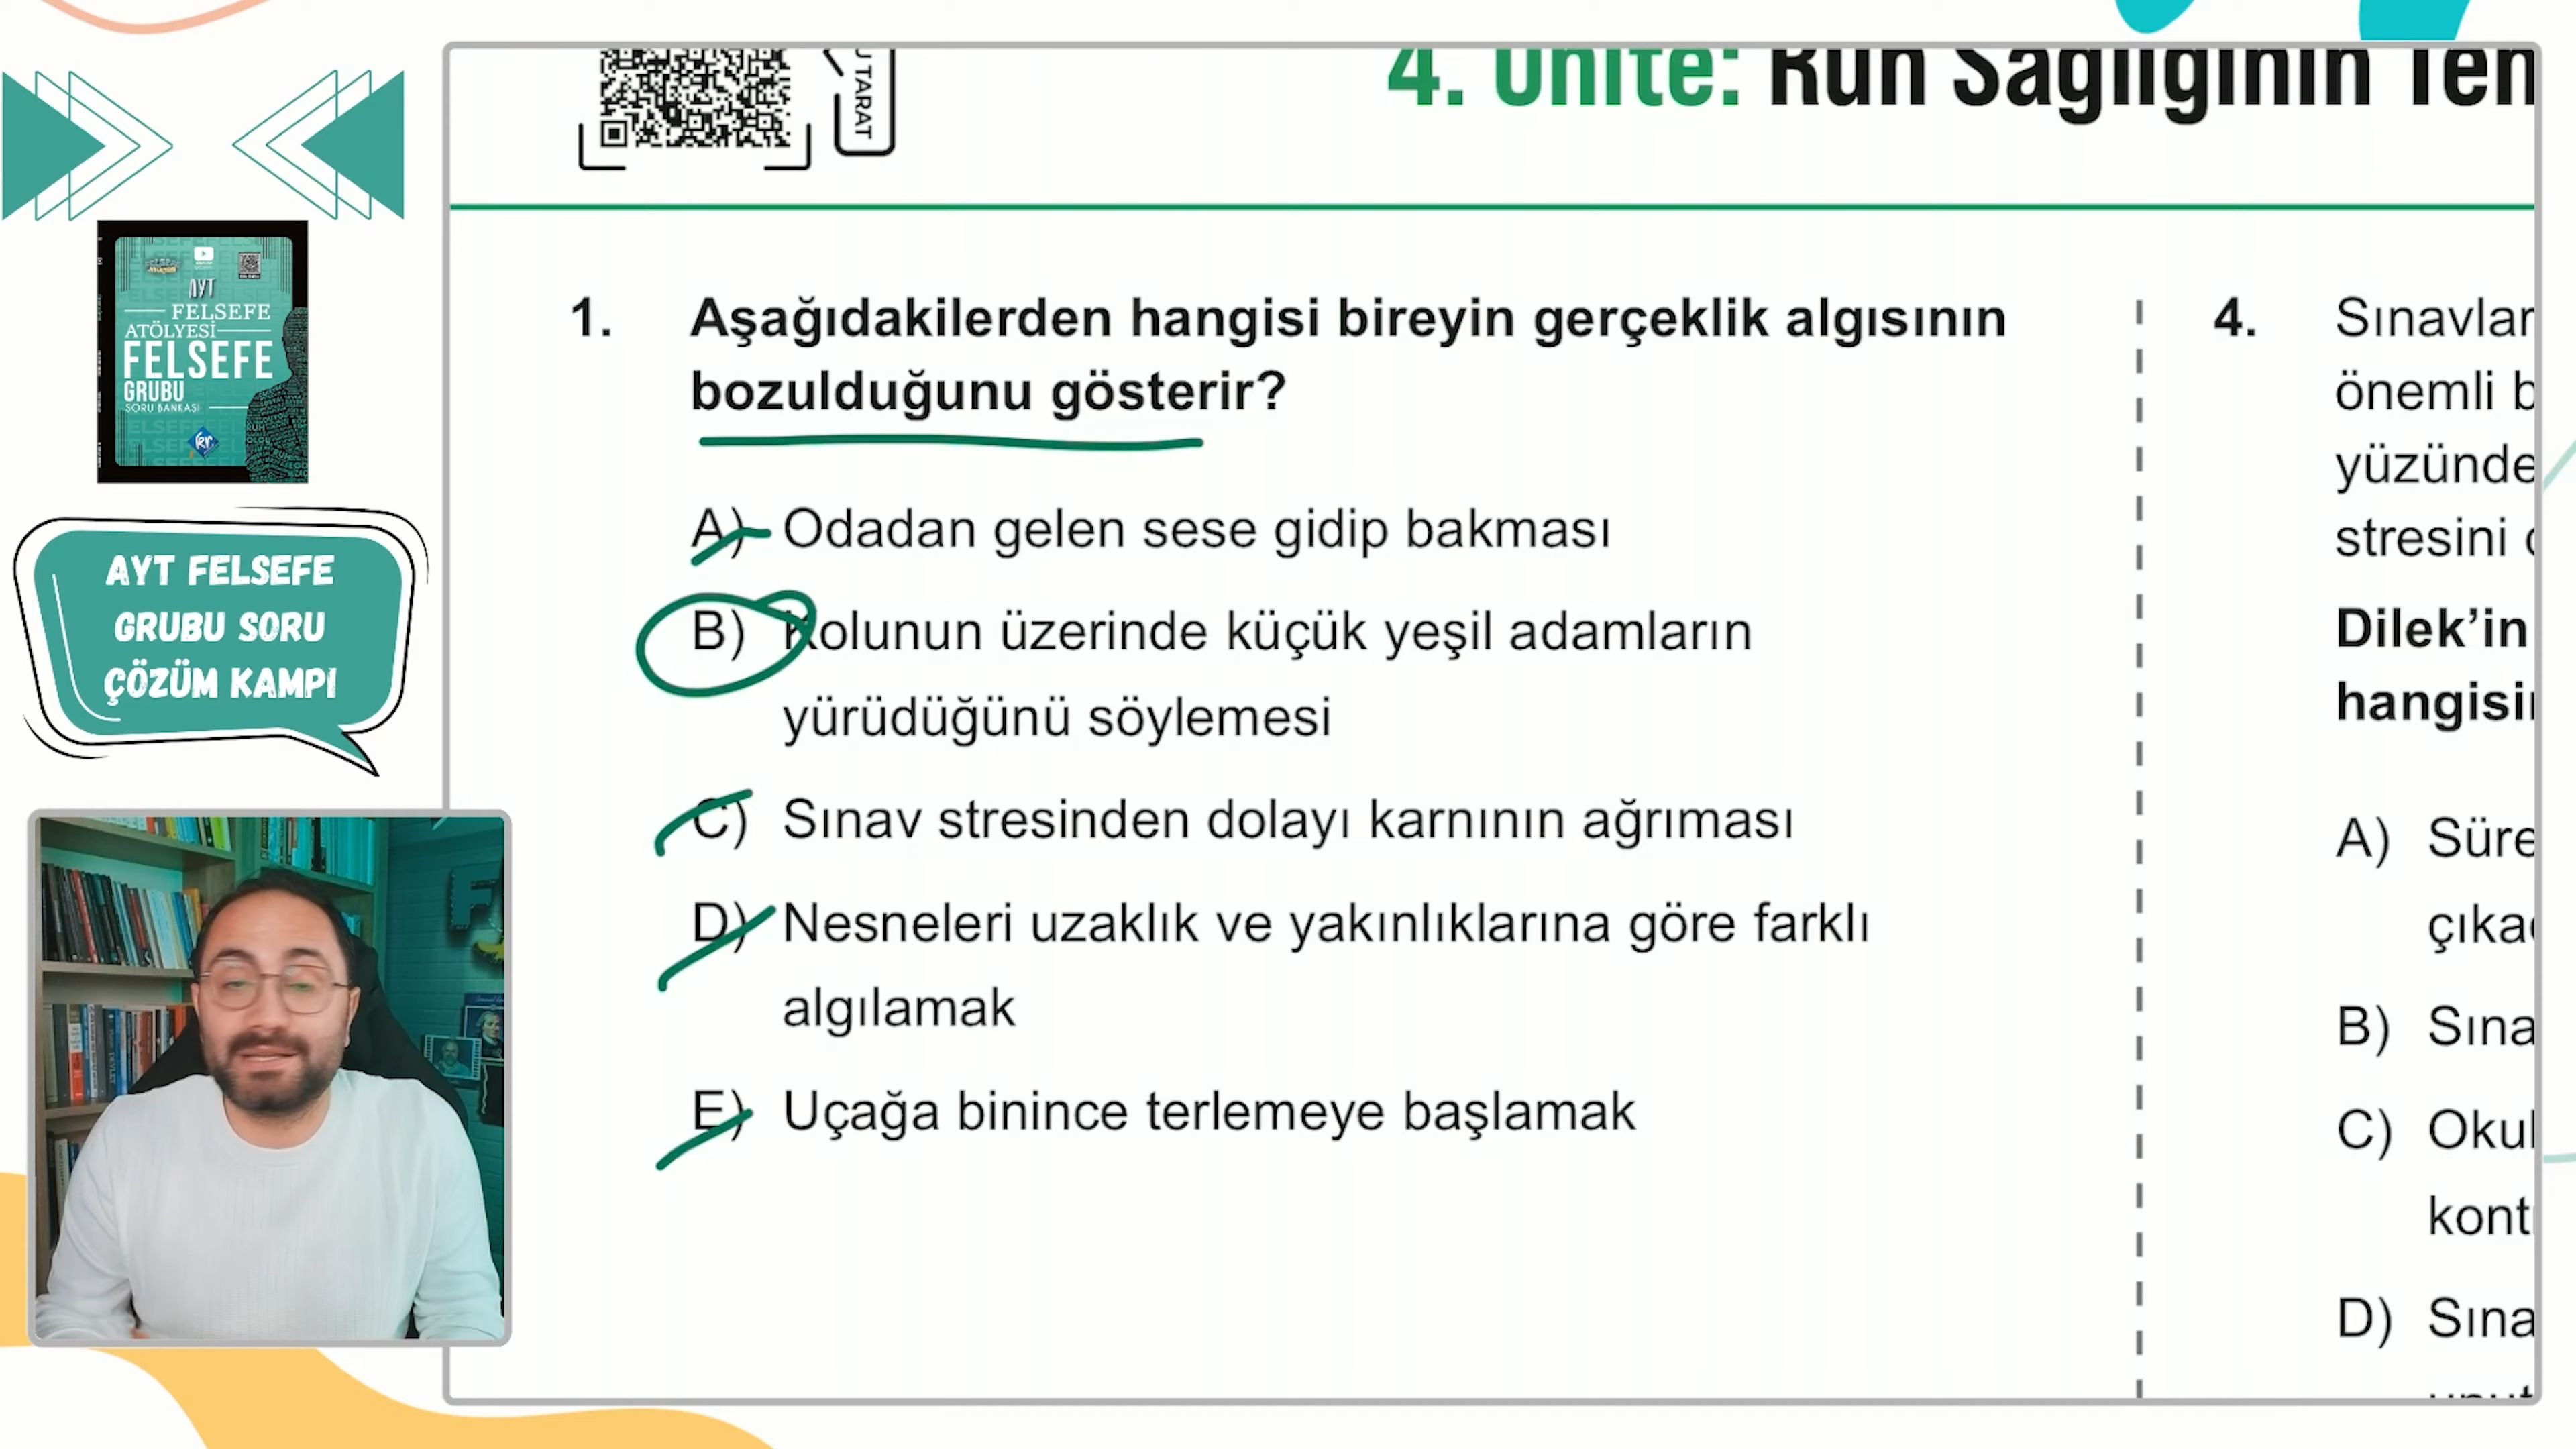 U TARAT
4. Ünite: Ruh Sağlığının Tem
AYT
FELSEFE
ATÖLYESİ
FELSEFE
GRUBU
SORU BANKASI
AYT FELSEFE
GRUBU SORU
ÇÖZÜM KAMPI
1. Aşağıdakilerden hangisi bireyin gerçeklik algısının
bozulduğunu gösterir?
A) Odadan gelen sese gidip bakması
B) Kolunun üzerinde küçük yeşil adamların
yürüdüğünü söylemesi
C) Sınav stresinden dolayı karnının ağrıması
D) Nesneleri uzaklık ve yakınlıklarına göre farklı
algılamak
E) Uçağa binince terlemeye başlamak
4. Sınavlar
önemli b
yüzünde
stresini
Dilek’in
hangisi
A) Süre
çıka
B) Sına
C) Okul
kont
D) Sına